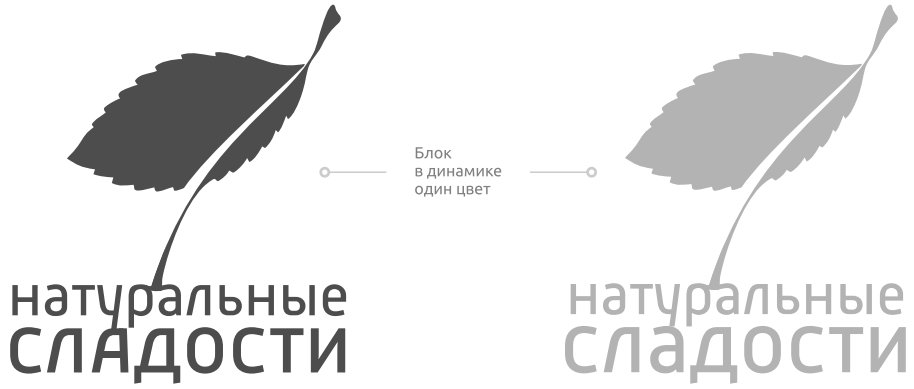 натуральные
СЛАДОСТИ
Блок
в динамике
один цвет
натуральные
сладости